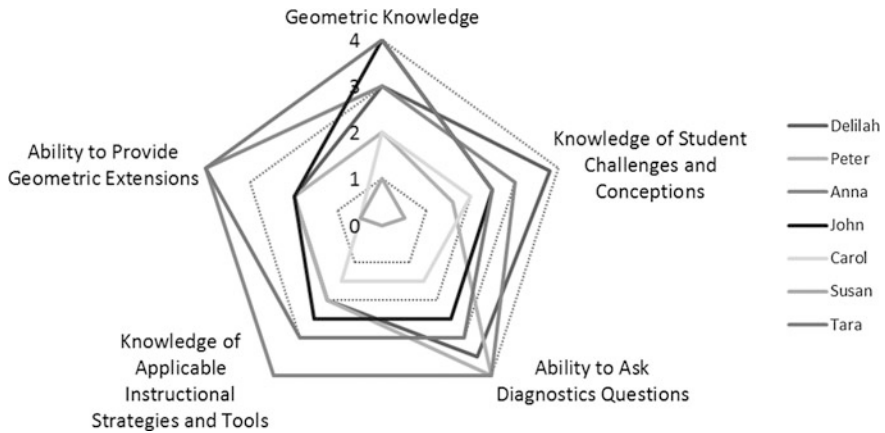 Geometric Knowledge
4
3
2
1
0
Knowledge of Student
Challenges and
Conceptions
Ability to Ask
Diagnostics Questions
Knowledge of
Applicable
Instructional
Strategies and Tools
Ability to Provide
Geometric Extensions
Delilah
Peter
Anna
John
Carol
Susan
Tara